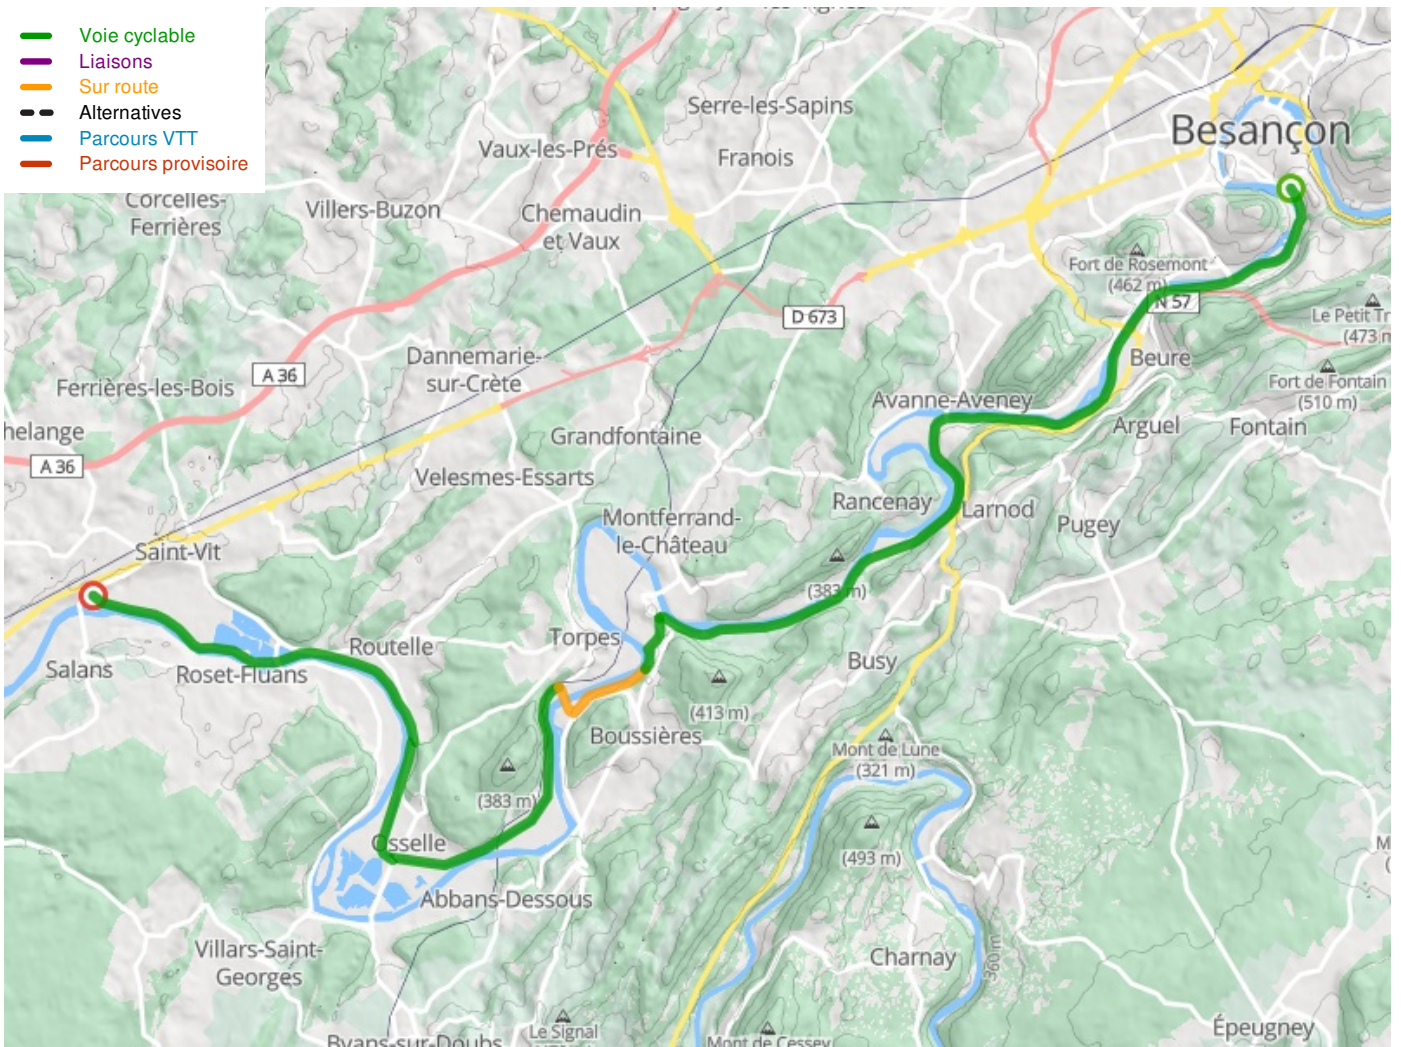 Voie cyclable
Liaisons
Sur route
Alternatives
Parcours VTT
Parcours provisoire
Serre-les-Sapins
Besançon
Vaux-les-Prés
Franois
Corcelles-
Ferrières
Villers-Buzon
Chemaudin
et Vaux
Fort de Rosemont
(462 m)
N 57
D 673
Le Petit Tr
(473 m
Dannemarie-
sur-Crète
Beure
A 36
Ferrières-les-Bois
Fort de Fontain
(510 m)
Avanne-Aveney
helange
Grandfontaine
Arguel
Fontain
A 36
Velesmes-Essarts
Rancenay
Larnod
Montferrand-
le-Château
Pugey
Saint-Vit
(383 m)
Torpes
Routelle
Salans
Roset-Fluans
Busy
(413 m)
Boussières
Mont de Lune
(321 m)
(383 m)
Osselle
(493 m)
Abbans-Dessous
Villars-Saint-
Georges
Charnay
360 m
Le Signal
Épeugney
Byans-sur-Doubs
Mont de Cessey